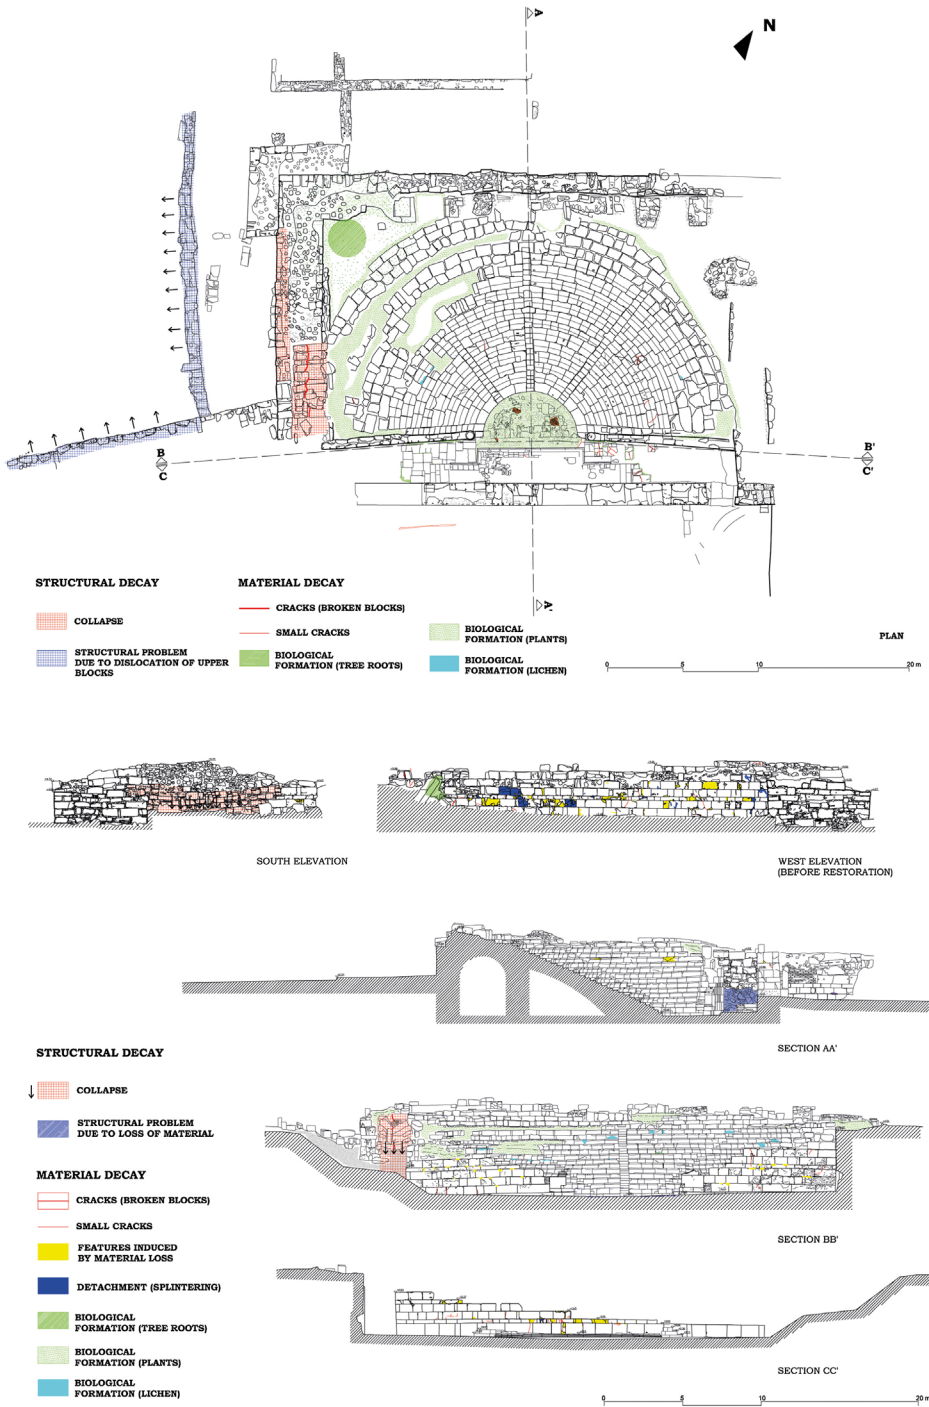 A
N
B
C
B'
C'
A'
STRUCTURAL DECAY
COLLAPSE
STRUCTURAL PROBLEM
DUE TO DISLOCATION OF UPPER
BLOCKS
MATERIAL DECAY
CRACKS (BROKEN BLOCKS)
SMALL CRACKS
BIOLOGICAL
FORMATION (TREE ROOTS)
BIOLOGICAL
FORMATION (PLANTS)
BIOLOGICAL
FORMATION (LICHEN)
PLAN
0 5 10 20 m
SOUTH ELEVATION
WEST ELEVATION
(BEFORE RESTORATION)
SECTION AA'
STRUCTURAL DECAY
COLLAPSE
STRUCTURAL PROBLEM
DUE TO LOSS OF MATERIAL
MATERIAL DECAY
CRACKS (BROKEN BLOCKS)
SMALL CRACKS
FEATURES INDUCED
BY MATERIAL LOSS
DETACHMENT (SPLINTERING)
BIOLOGICAL
FORMATION (TREE ROOTS)
BIOLOGICAL
FORMATION (PLANTS)
BIOLOGICAL
FORMATION (LICHEN)
SECTION BB'
SECTION CC'
0 5 10 20 m